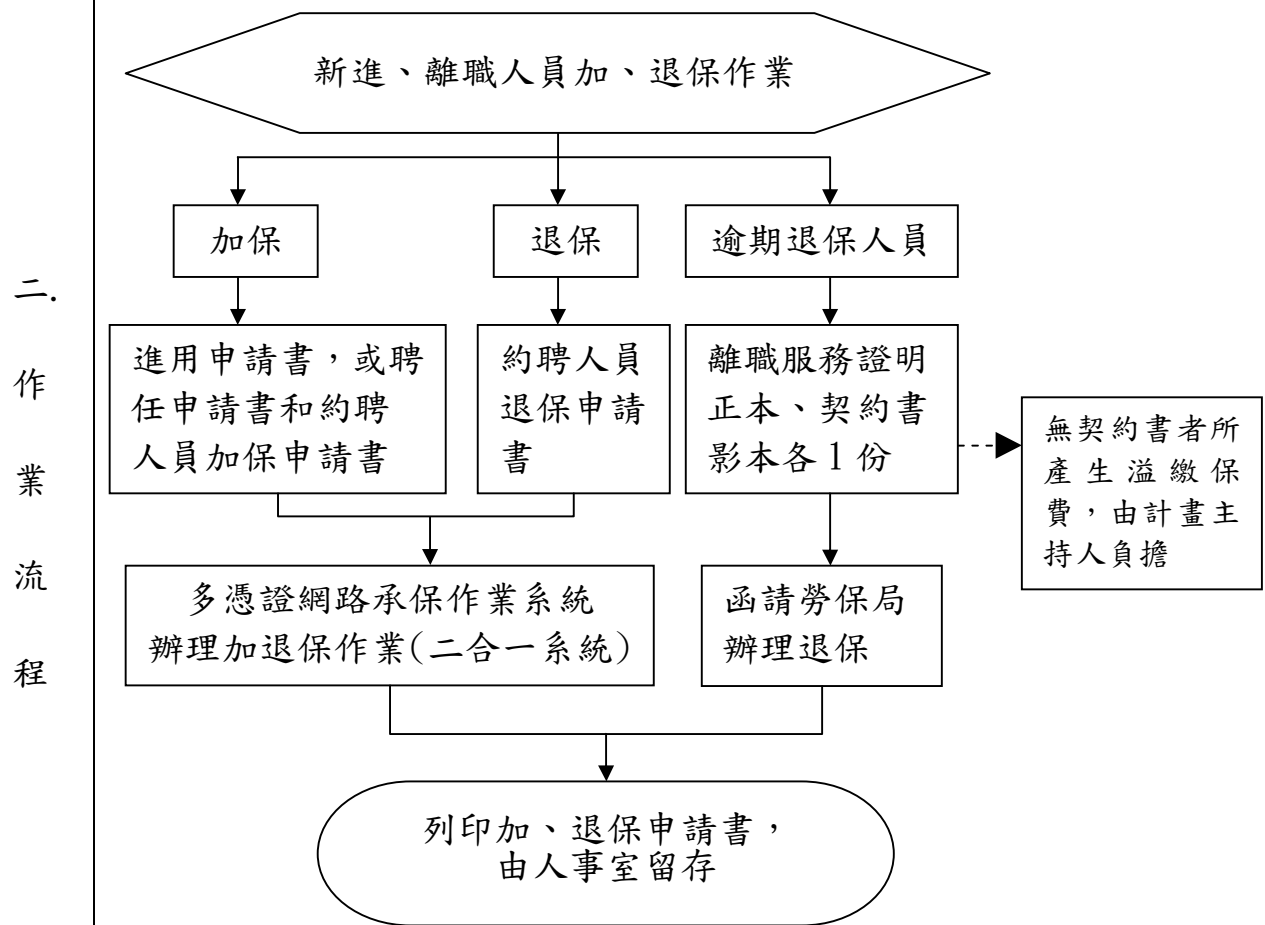 新進、離職人員加、退保作業
加保
退保
逾期退保人員
二.
作
業
流
程
進用申請書，或聘
任申請書和約聘
人員加保申請書
約聘人員
退保申請
書
離職服務證明
正本、契約書
影本各1份
無契約書者所
產生溢繳保
費，由計畫主
持人負擔
多憑證網路承保作業系統
辦理加退保作業(二合一系統)
函請勞保局
辦理退保
列印加、退保申請書，
由人事室留存